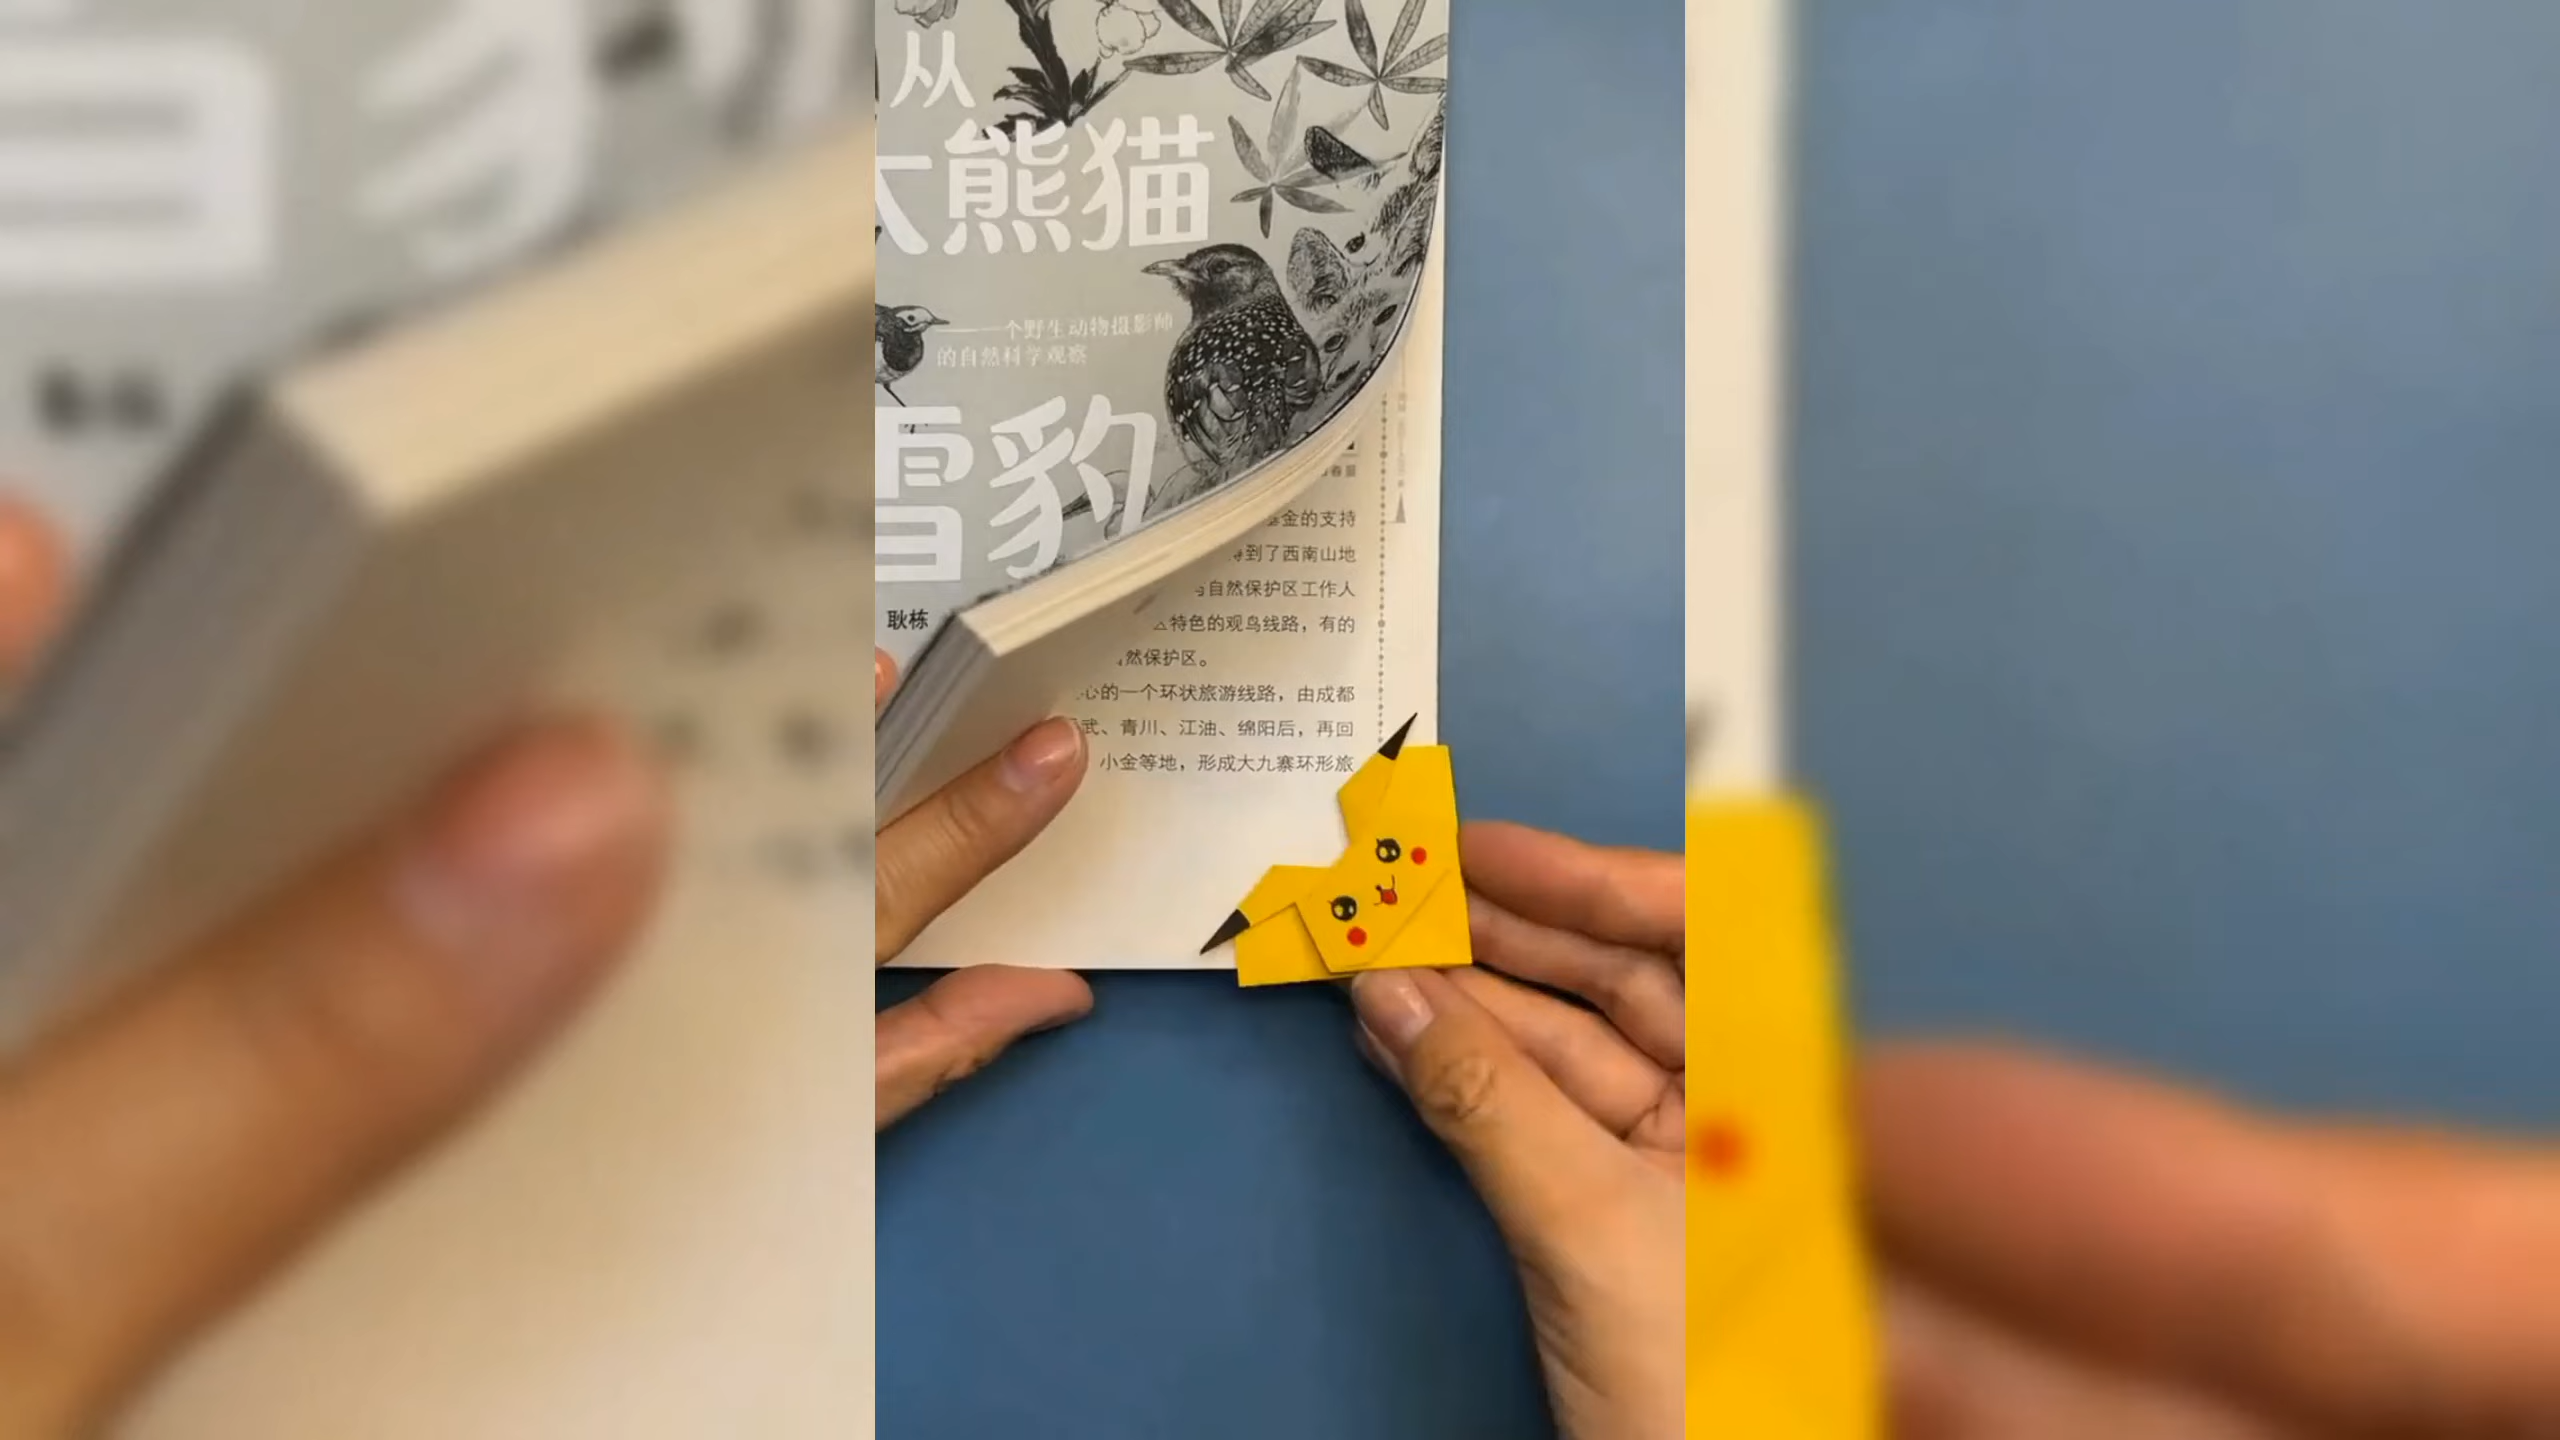 从
大熊猫
——一个野生动物摄影师
的自然科学观察
雪豹
耿栋
基金的支持
得到了西南山地
自然保护区工作人
特色的观鸟线路，有的
然保护区。
心的一个环状旅游线路，由成都
武、青川、江油、绵阳后，再回
小金等地，形成大九寨环形旅